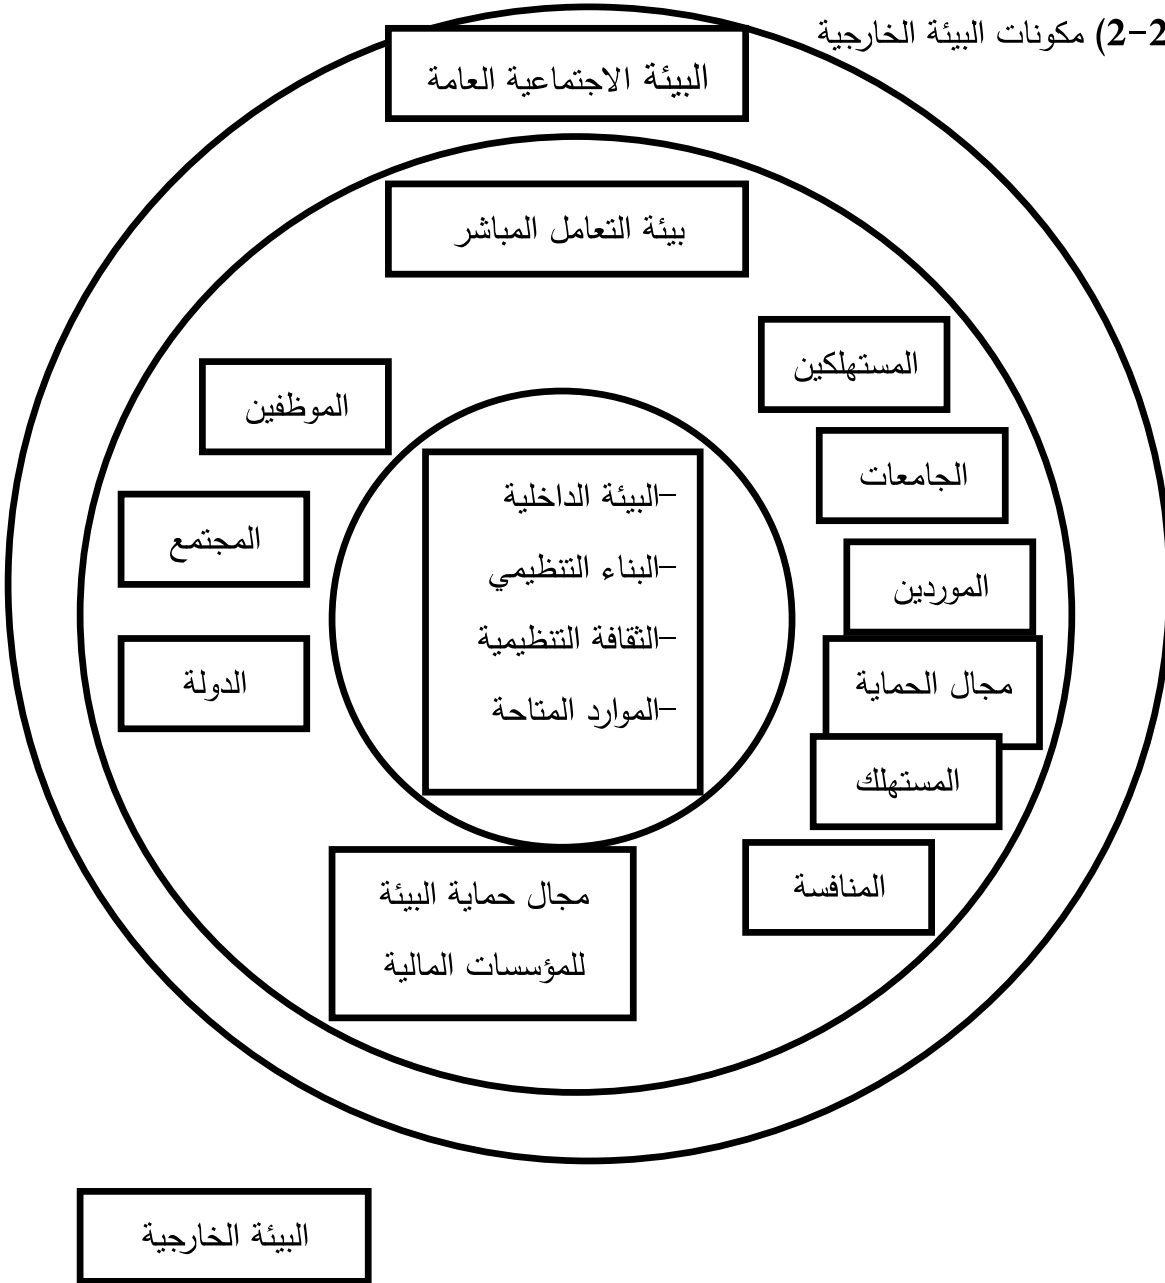 2-2) مكونات البيئة الخارجية
البيئة الاجتماعية العامة
بيئة التعامل المباشر
المستهلكين
الموظفين
الجامعات
-البيئة الداخلية
-البناء التنظيمي
-الثقافة التنظيمية
-الموارد المتاحة
المجتمع
الموردين
الدولة
مجال الحماية
المستهلك
المنافسة
مجال حماية البيئة
للمؤسسات المالية
البيئة الخارجية